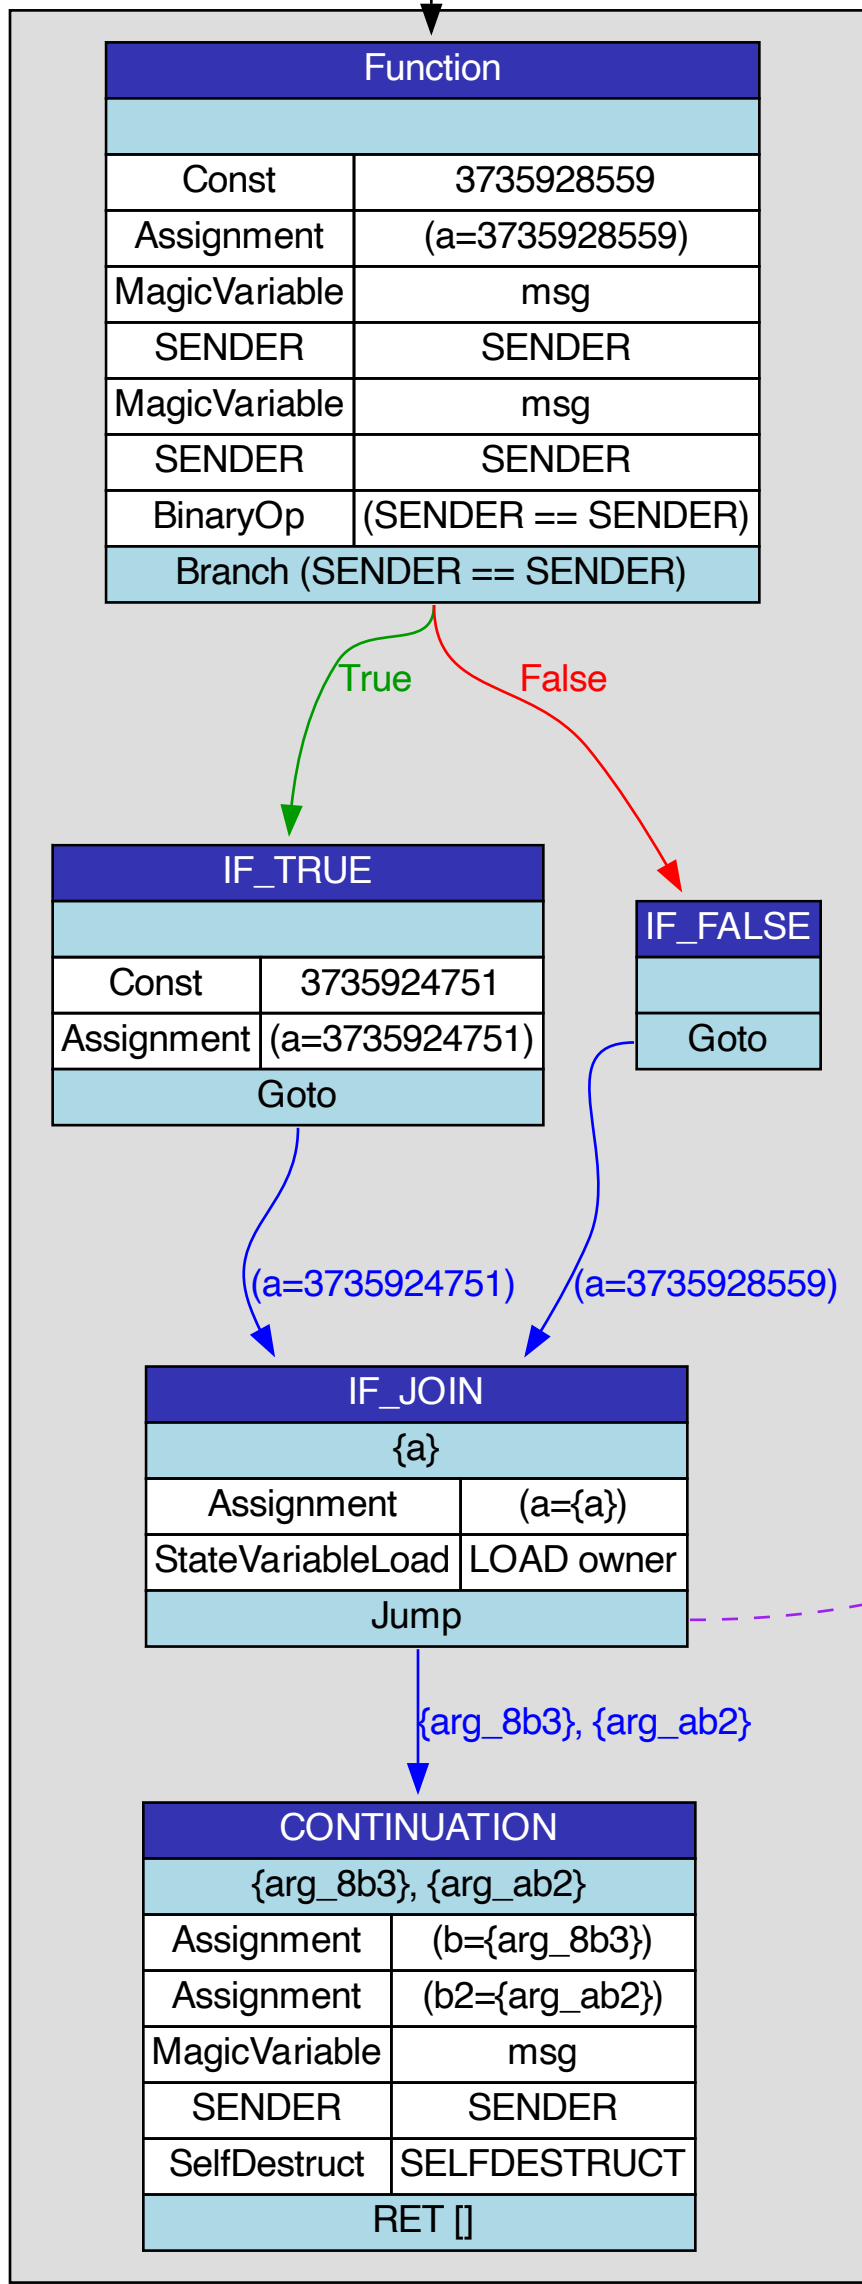 Function
Const 3735928559
Assignment (a=3735928559)
MagicVariable msg
SENDER SENDER
MagicVariable msg
SENDER SENDER
BinaryOp (SENDER == SENDER)
Branch (SENDER == SENDER)
True False
IF_TRUE
Const 3735924751
Assignment (a=3735924751)
Goto
IF_FALSE
Goto
(a=3735924751) (a=3735928559)
IF_JOIN
{a}
Assignment (a={a})
StateVariableLoad LOAD owner
Jump
{arg_8b3}, {arg_ab2}
CONTINUATION
{arg_8b3}, {arg_ab2}
Assignment (b={arg_8b3})
Assignment (b2={arg_ab2})
MagicVariable msg
SENDER SENDER
SelfDestruct SELFDESTRUCT
RET []